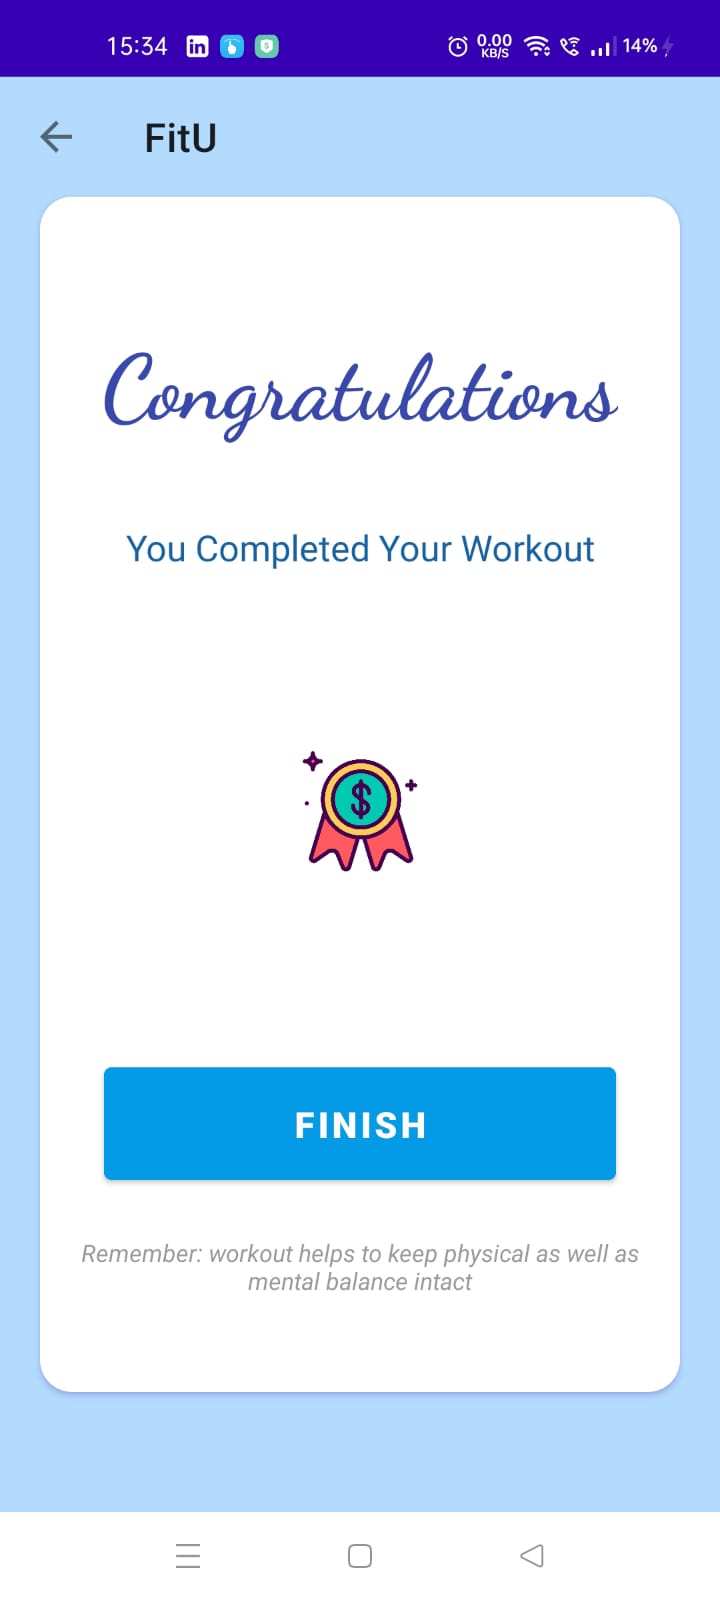 15:34 in 0.00 KB/S 14%
FitU
Congratulations
You Completed Your Workout
$
FINISH
Remember: workout helps to keep physical as well as
mental balance intact